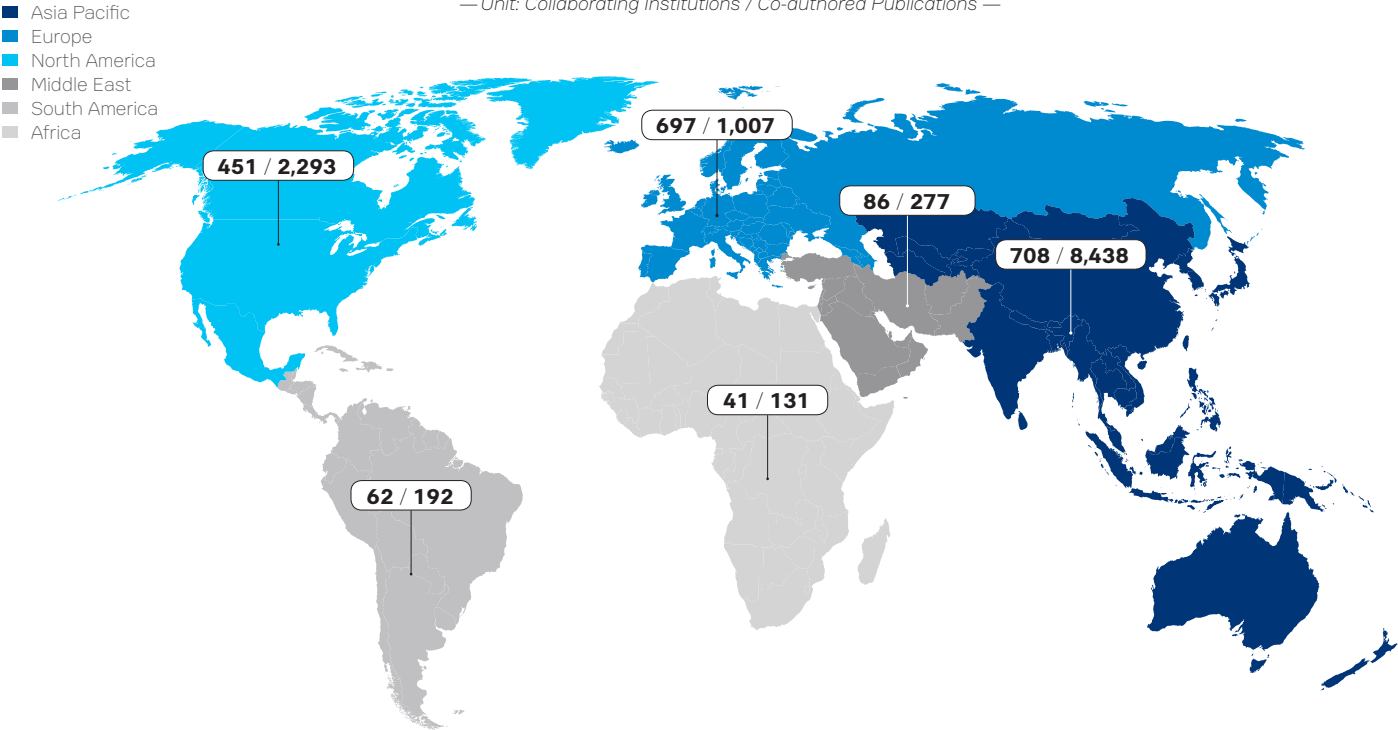 — Unit: Collaborating Institutions / Co-authored Publications —
Asia Pacific
Europe
North America
Middle East
South America
Africa
697 / 1,007
451 / 2,293
86 / 277
708 / 8,438
41 / 131
62 / 192